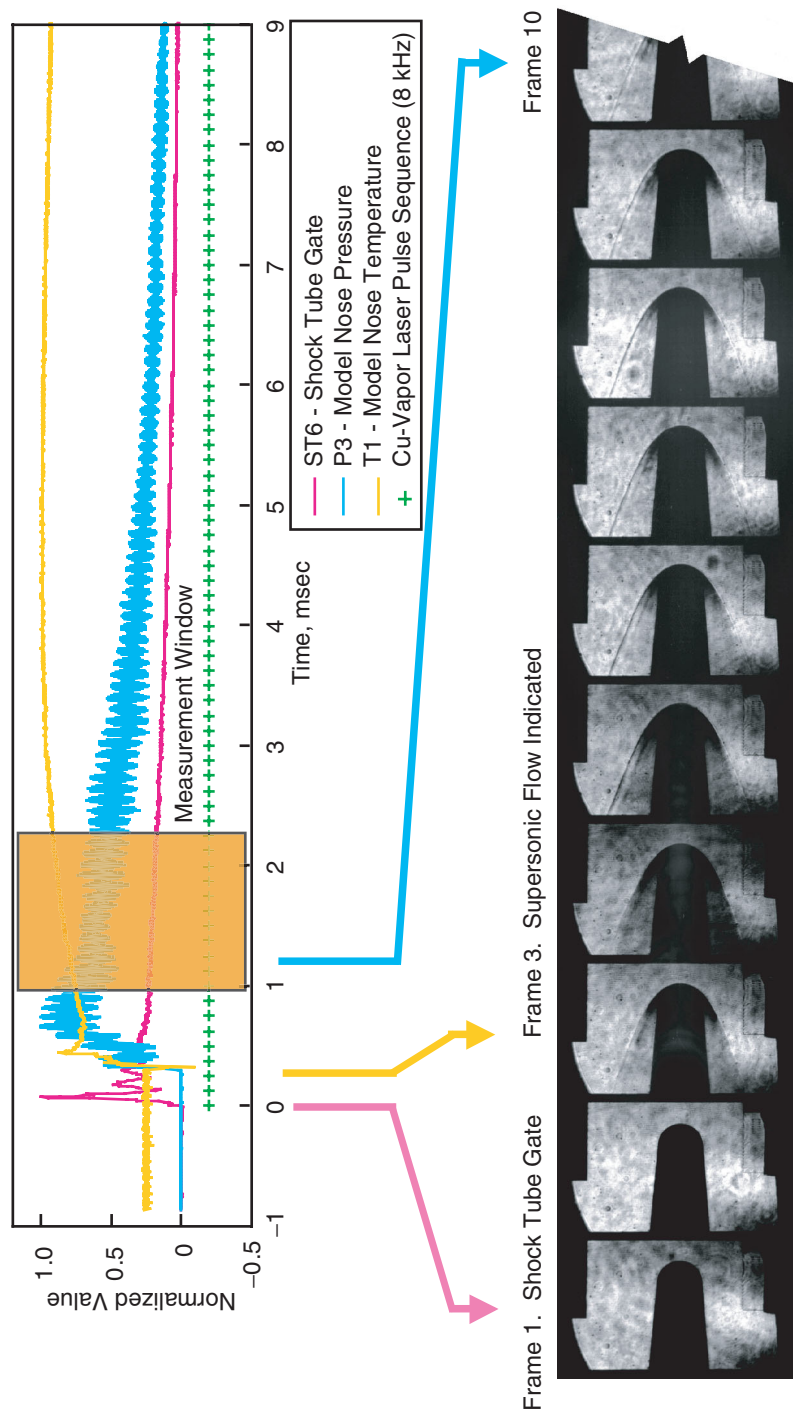 Normalized Value
1.0
0.5
0
−0.5
−1
0
1
2
3
4
5
6
7
8
9
Time, msec
Measurement Window
ST6 - Shock Tube Gate
P3 - Model Nose Pressure
T1 - Model Nose Temperature
Cu-Vapor Laser Pulse Sequence (8 kHz)
Frame 1. Shock Tube Gate
Frame 3. Supersonic Flow Indicated
Frame 10